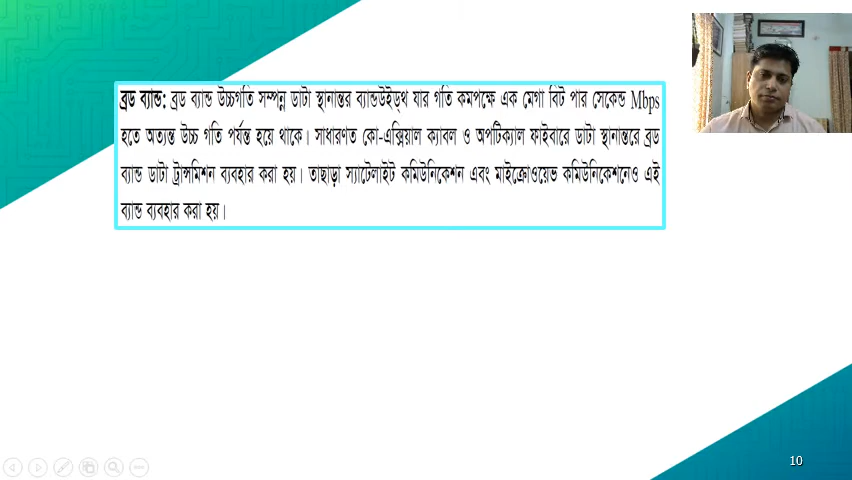 ব্রড ব্যান্ড: ব্রড ব্যান্ড উচ্চগতি সম্পন্ন ডাটা স্থানান্তর ব্যান্ডউইড্থ যার গতি কমপক্ষে এক মেগা বিট পার সেকেন্ড Mbps
হতে অত্যন্ত উচ্চ গতি পর্যন্ত হয়ে থাকে। সাধারণত কো-এক্সিয়াল ক্যাবল ও অপটিক্যাল ফাইবারে ডাটা স্থানান্তরে ব্রড
ব্যান্ড ডাটা ট্রান্সমিশন ব্যবহার করা হয়। তাছাড়া স্যাটেলাইট কমিউনিকেশন এবং মাইক্রোওয়েভ কমিউনিকেশনেও এই
ব্যান্ড ব্যবহার করা হয়।
10